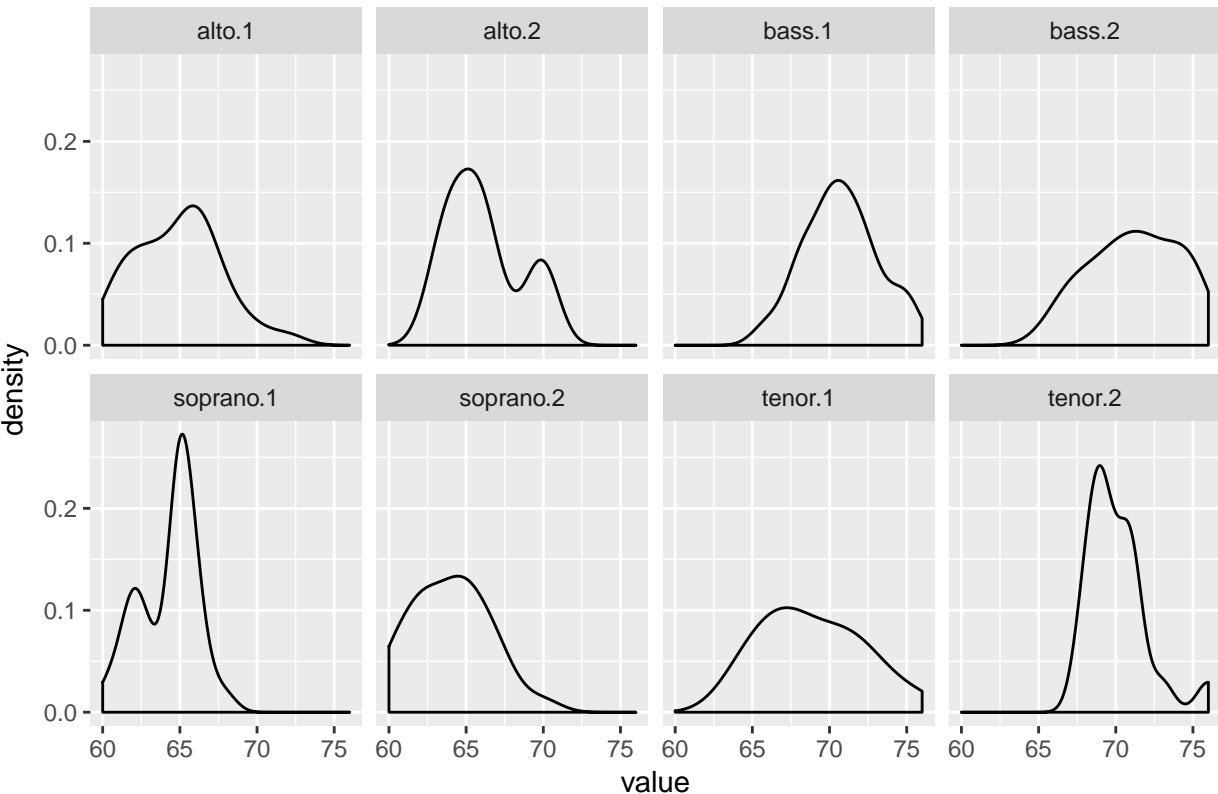 alto.1 alto.2 bass.1 bass.2
0.2
0.1
0.0
density
soprano.1 soprano.2 tenor.1 tenor.2
0.2
0.1
0.0
60 65 70 75 60 65 70 75 60 65 70 75 60 65 70 75
value